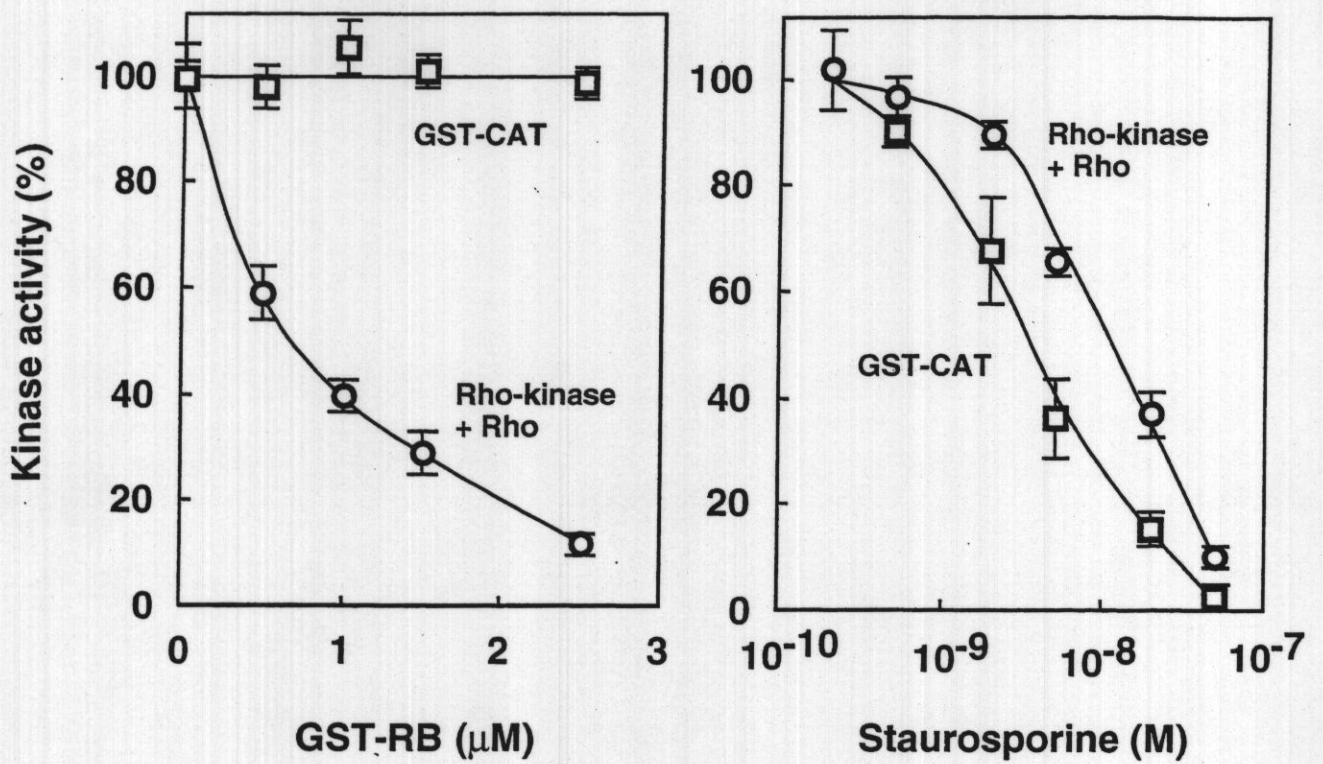 Kinase activity (%)
100
80
60
40
20
0
GST-CAT
Rho-kinase
+ Rho
0
1
2
3
GST-RB (μM)
100
80
60
40
20
0
Rho-kinase
+ Rho
GST-CAT
10-10
10-9
10-8
10-7
Staurosporine (M)